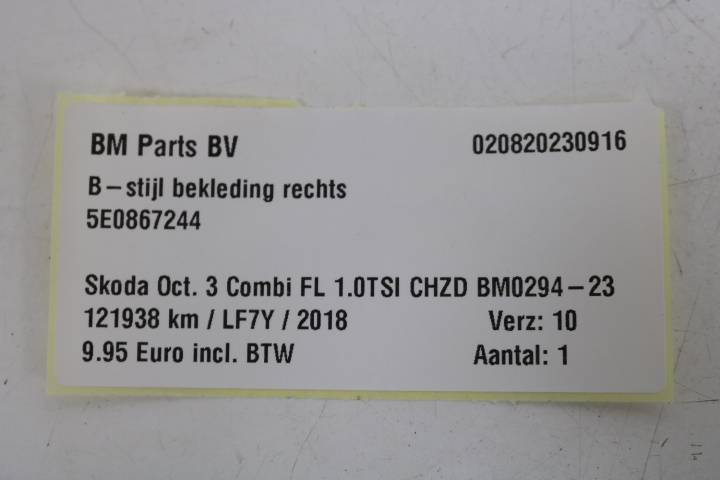 BM Parts BV 020820230916
B-stijl bekleding rechts
5E0867244
Skoda Oct. 3 Combi FL 1.0TSI CHZD BM0294-23
121938 km / LF7Y / 2018 Verz: 10
9.95 Euro incl. BTW Aantal: 1